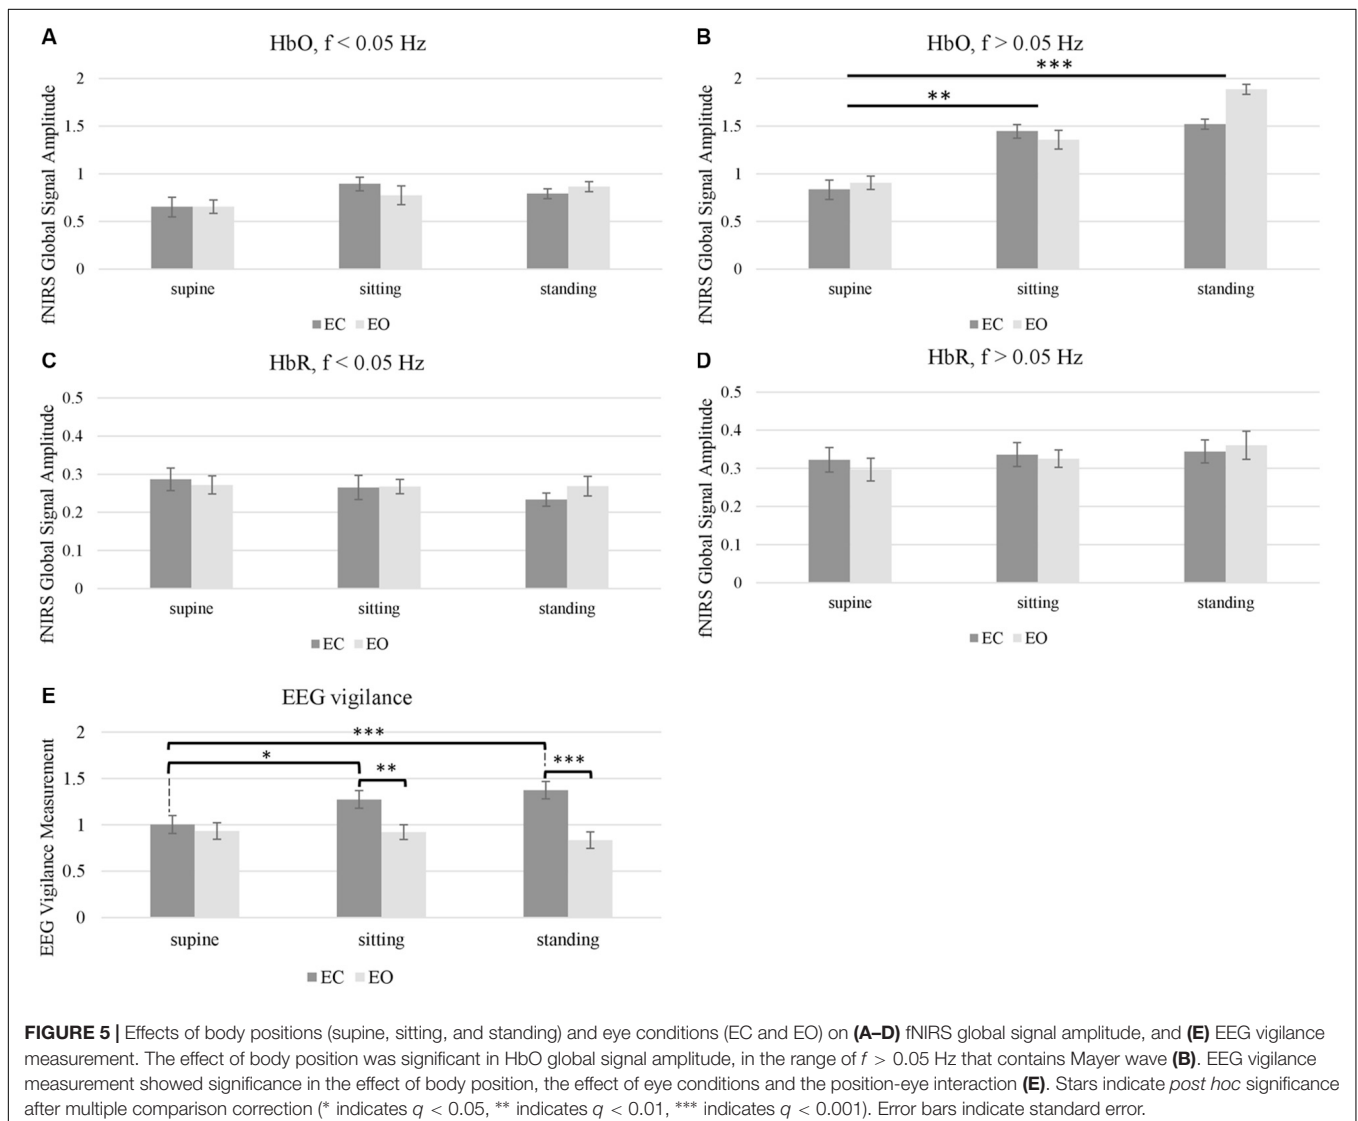 A
HbO, f < 0.05 Hz
fNIRS Global Signal Amplitude
2
1.5
1
0.5
0
supine sitting standing
EC EO
B
HbO, f > 0.05 Hz
fNIRS Global Signal Amplitude
***
**
2
1.5
1
0.5
0
supine sitting standing
EC EO
C
HbR, f < 0.05 Hz
fNIRS Global Signal Amplitude
0.5
0.4
0.3
0.2
0.1
0
supine sitting standing
EC EO
D
HbR, f > 0.05 Hz
fNIRS Global Signal Amplitude
0.5
0.4
0.3
0.2
0.1
0
supine sitting standing
EC EO
E
EEG vigilance
EEG Vigilance Measurement
***
* ** ***
2
1.5
1
0.5
0
supine sitting standing
EC EO
FIGURE 5 | Effects of body positions (supine, sitting, and standing) and eye conditions (EC and EO) on (A–D) fNIRS global signal amplitude, and (E) EEG vigilance
measurement. The effect of body position was significant in HbO global signal amplitude, in the range of f > 0.05 Hz that contains Mayer wave (B). EEG vigilance
measurement showed significance in the effect of body position, the effect of eye conditions and the position-eye interaction (E). Stars indicate post hoc significance
after multiple comparison correction (* indicates q < 0.05, ** indicates q < 0.01, *** indicates q < 0.001). Error bars indicate standard error.